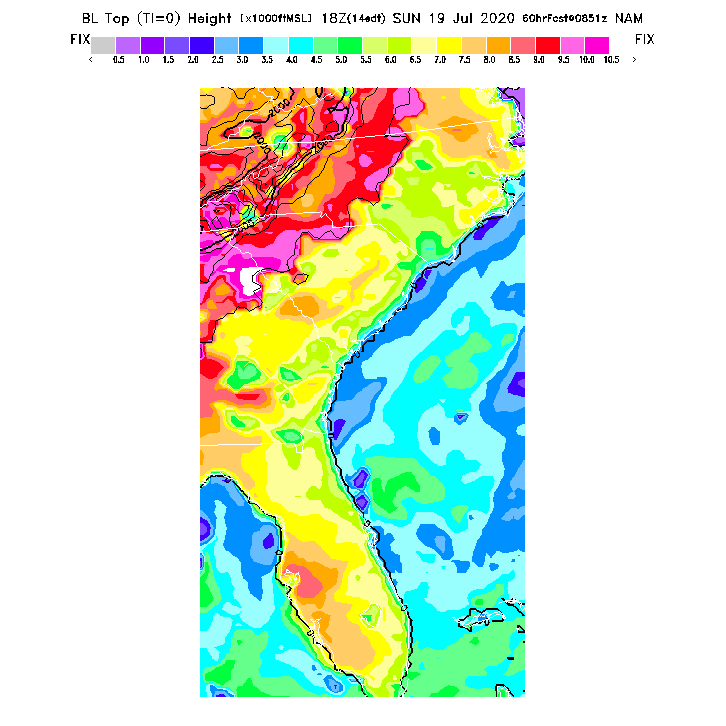 BL Top (TI=0) Height [x1000ftMSL] 18Z(14edt) SUN 19 Jul 2020 60hrFcst@0851z NAM
FIX FIX
< 0.5 1.0 1.5 2.0 2.5 3.0 3.5 4.0 4.5 5.0 5.5 6.0 6.5 7.0 7.5 8.0 8.5 9.0 9.5 10.0 10.5 >
2000